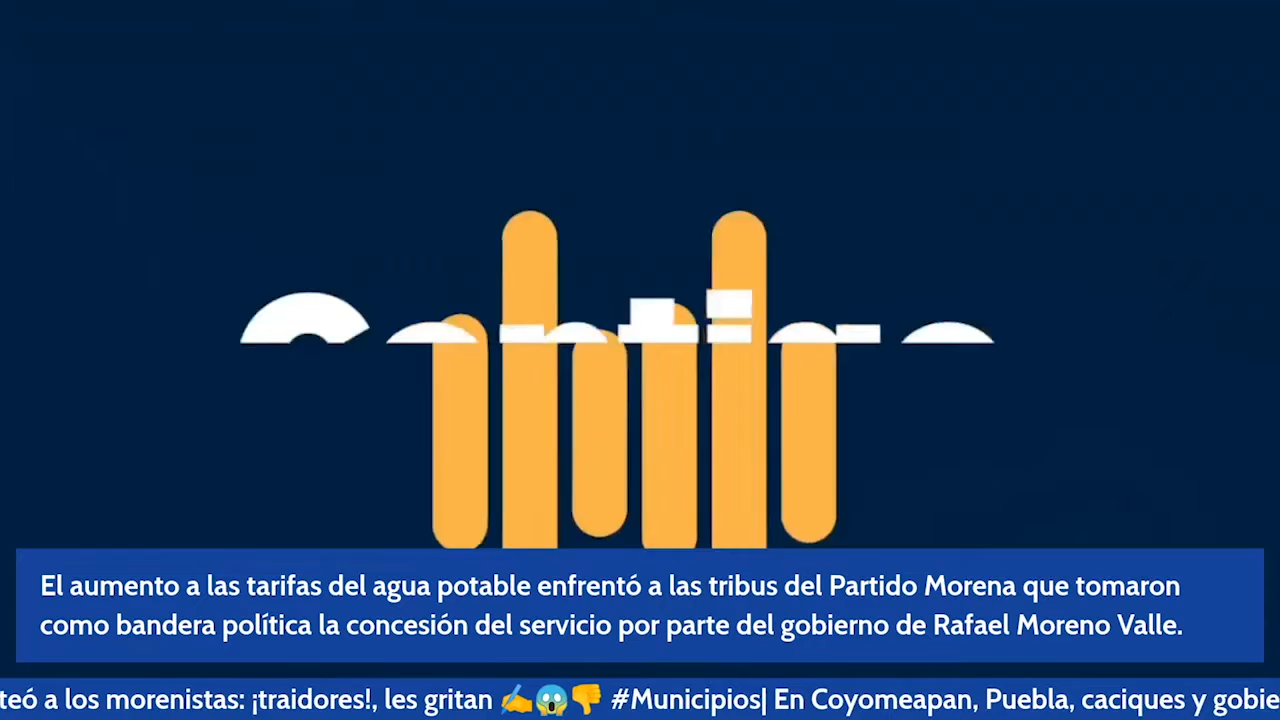 Contigo
El aumento a las tarifas del agua potable enfrentó a las tribus del Partido Morena que tomaron
como bandera política la concesión del servicio por parte del gobierno de Rafael Moreno Valle.
teó a los morenistas: ¡traidores!, les gritan ✍️😱👎 #Municipios| En Coyomeapan, Puebla, caciques y gobie